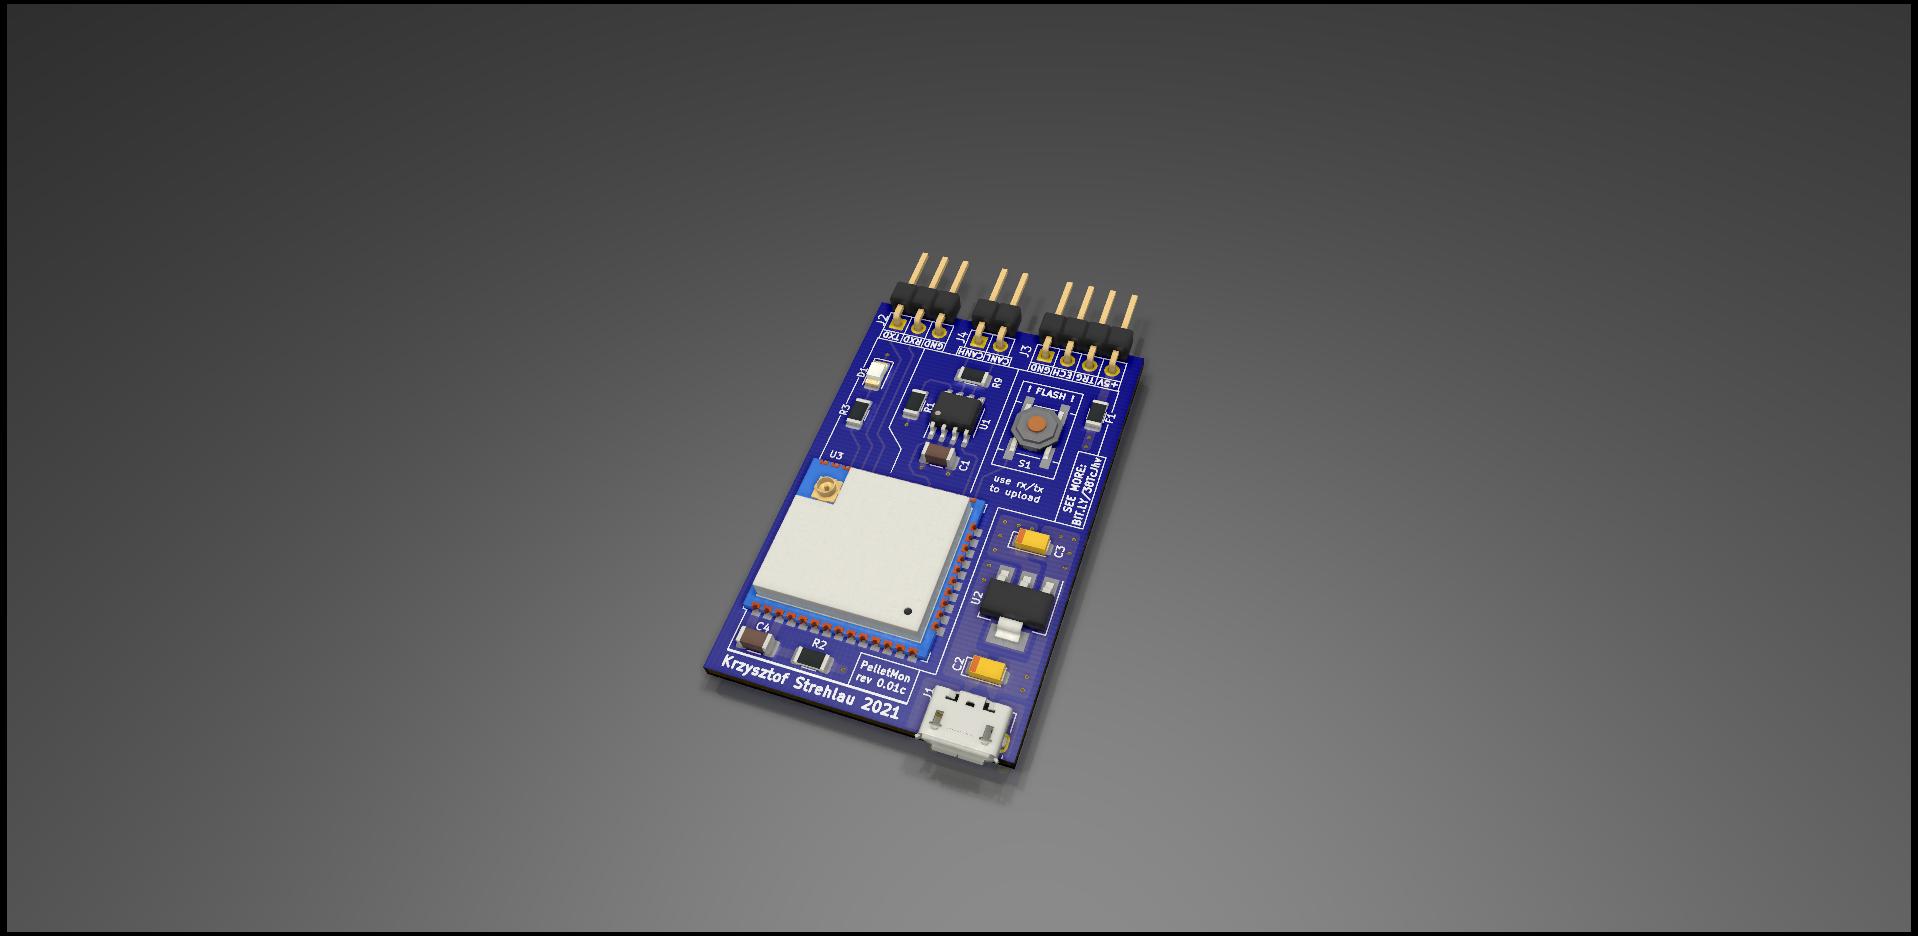 J2
TXD
RXD
GND
J4
CANH
CANL
J3
GND
ECH
TRG
+5V
D1
R3
R9
R1
U1
C1
! FLASH !
S1
F1
use rx/tx
to upload
SEE MORE:
U3
C3
U2
C2
C4
R2
PelletMon
rev 0.01c
J1
Krzysztof Strehlau 2021